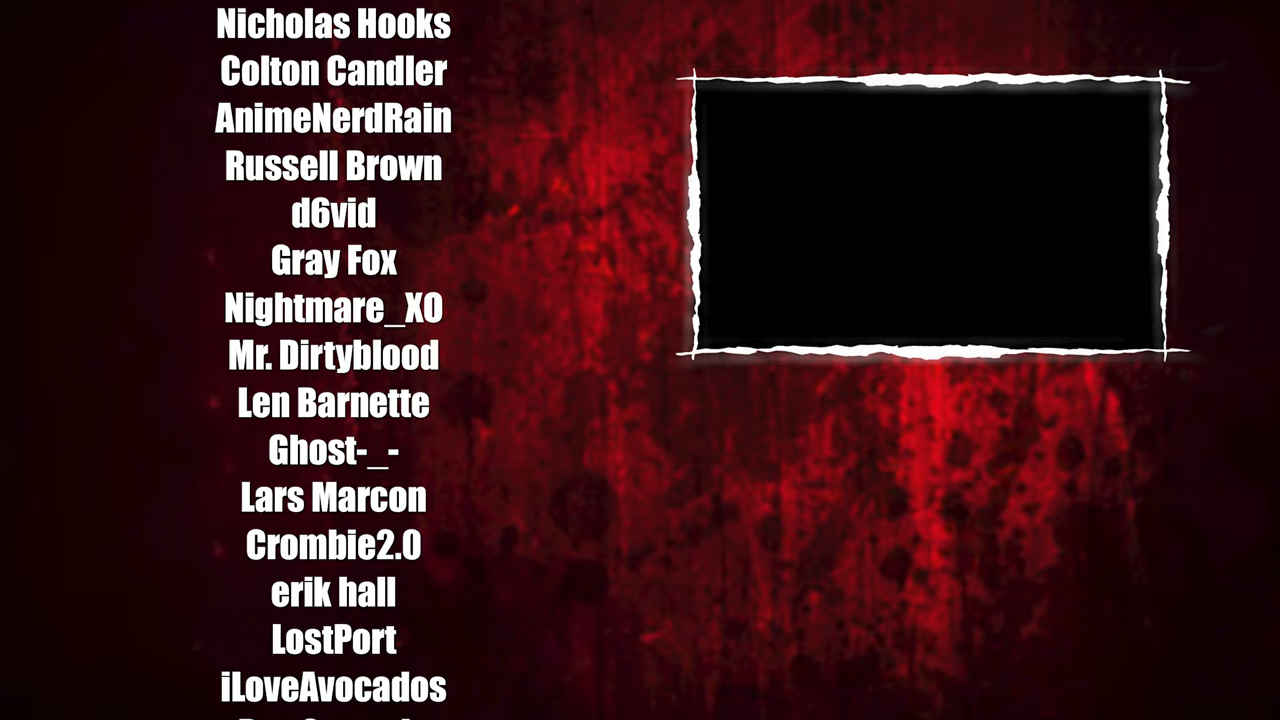 Nicholas Hooks
Colton Candler
AnimeNerdRain
Russell Brown
d6vid
Gray Fox
Nightmare_XO
Mr. Dirtyblood
Len Barnette
Ghost-_-
Lars Marcon
Crombie2.0
erik hall
LostPort
iLoveAvocados